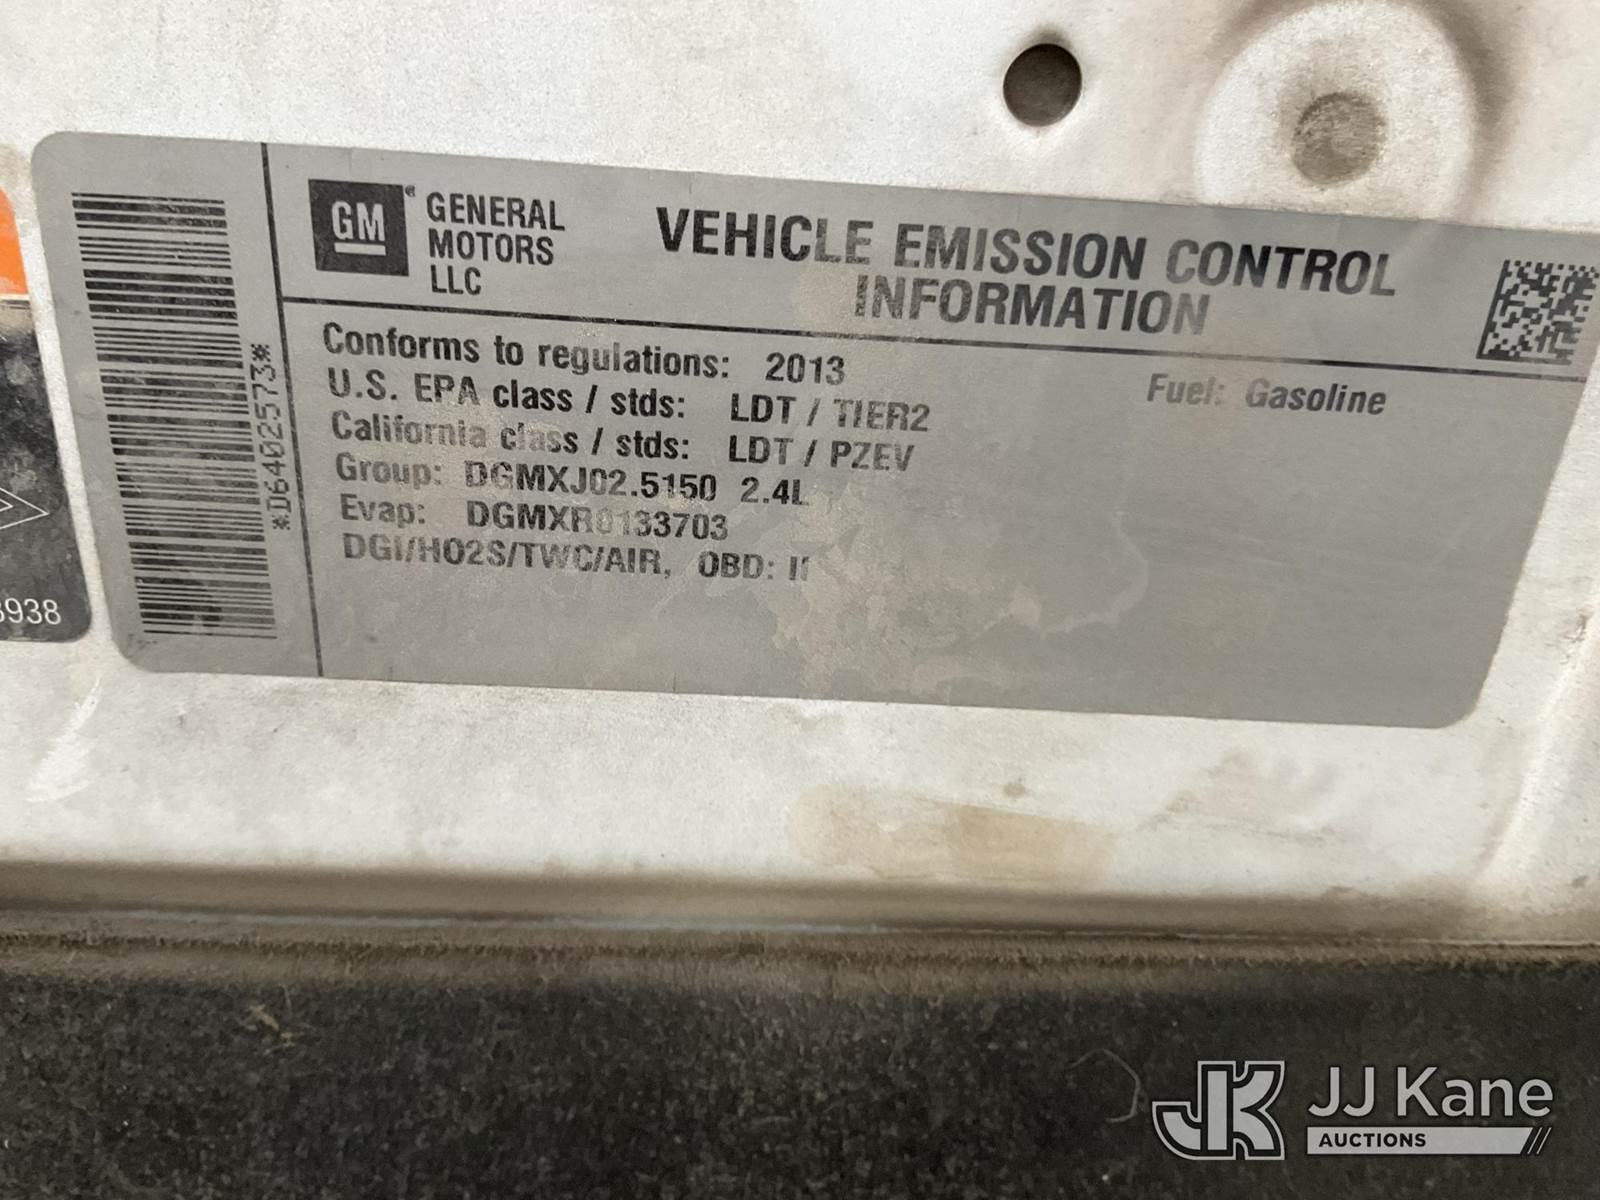 GM
GENERAL
MOTORS
LLC
VEHICLE EMISSION CONTROL
INFORMATION
Conforms to regulations: 2013
Fuel: Gasoline
U.S. EPA class / stds: LDT / TIER2
California class / stds: LDT / PZEV
Group: DGMXJ02.5150 2.4L
Evap: DGMXR0133703
DGI/HO2S/TWC/AIR, OBD: II
*D64025573*
JK
JJ Kane
AUCTIONS